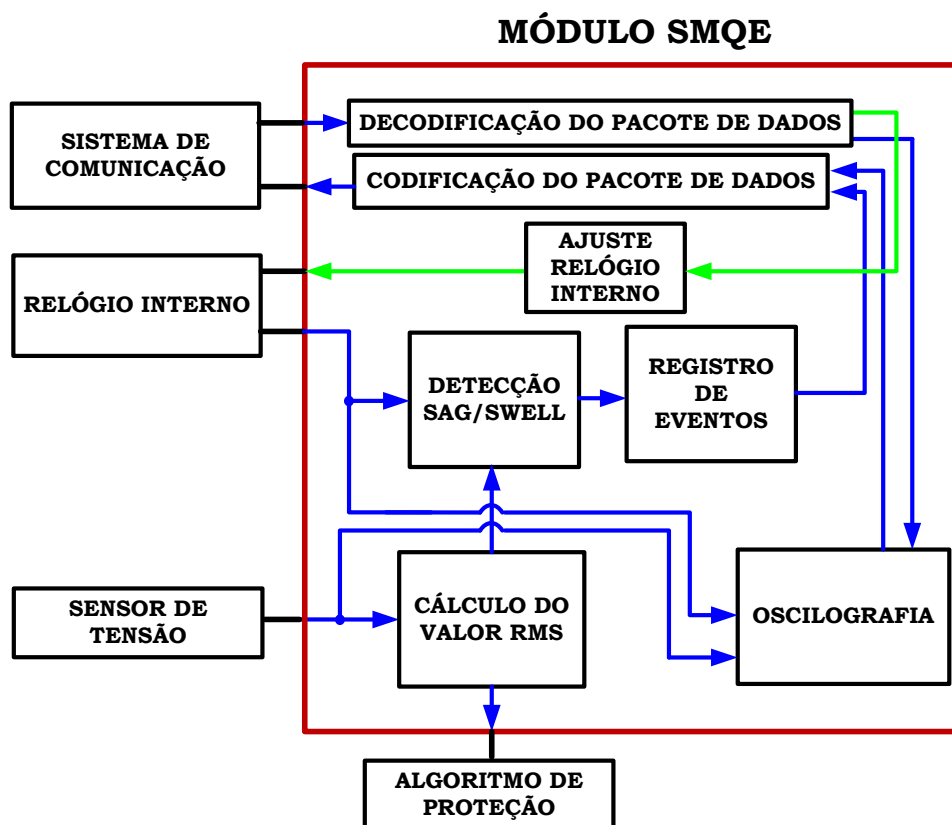 MÓDULO SMQE
SISTEMA DE
COMUNICAÇÃO
DECODIFICAÇÃO DO PACOTE DE DADOS
CODIFICAÇÃO DO PACOTE DE DADOS
AJUSTE
RELÓGIO
INTERNO
RELÓGIO INTERNO
DETECÇÃO
SAG/SWELL
REGISTRO
DE
EVENTOS
SENSOR DE
TENSÃO
CÁLCULO DO
VALOR RMS
OSCILOGRAFIA
ALGORITMO DE
PROTEÇÃO